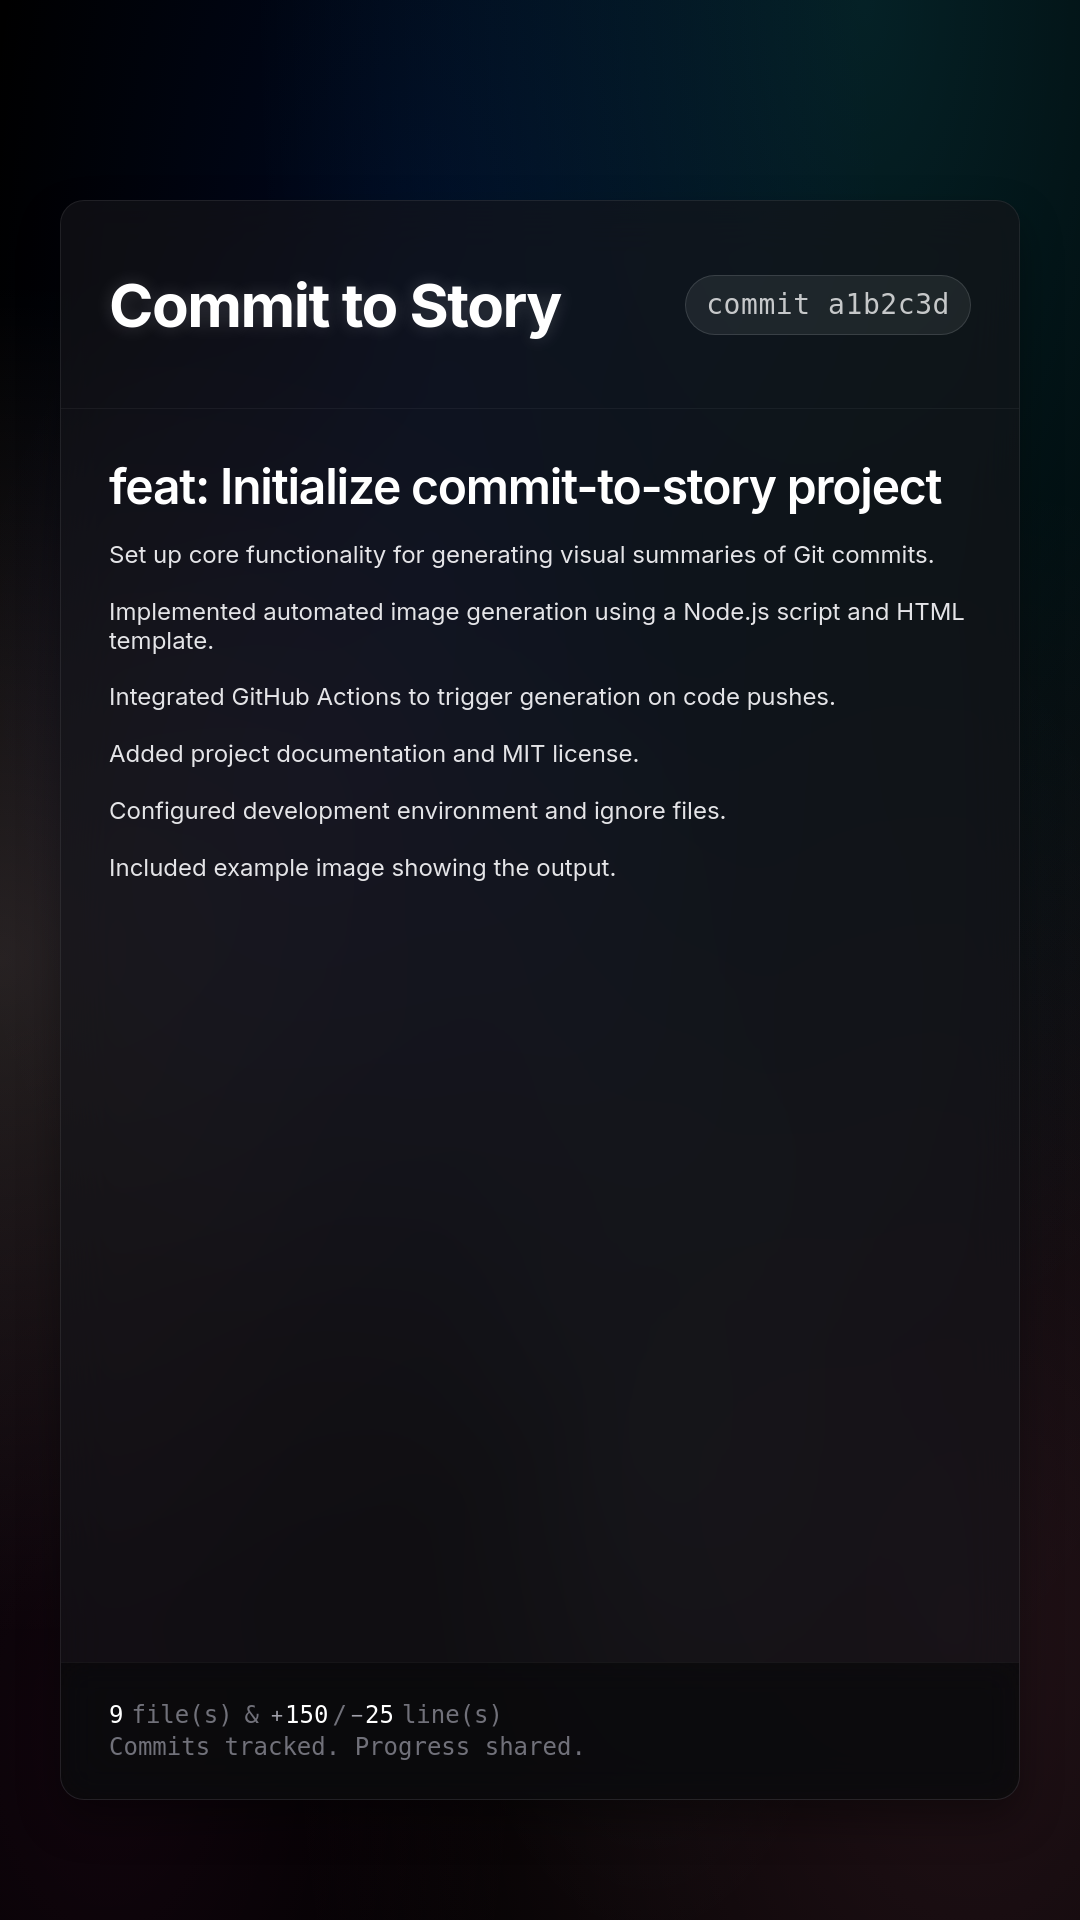 Commit to Story
commit a1b2c3d
feat: Initialize commit-to-story project
Set up core functionality for generating visual summaries of Git commits.
Implemented automated image generation using a Node.js script and HTML
template.
Integrated GitHub Actions to trigger generation on code pushes.
Added project documentation and MIT license.
Configured development environment and ignore files.
Included example image showing the output.
9 file(s) & +150/−25 line(s)
Commits tracked. Progress shared.